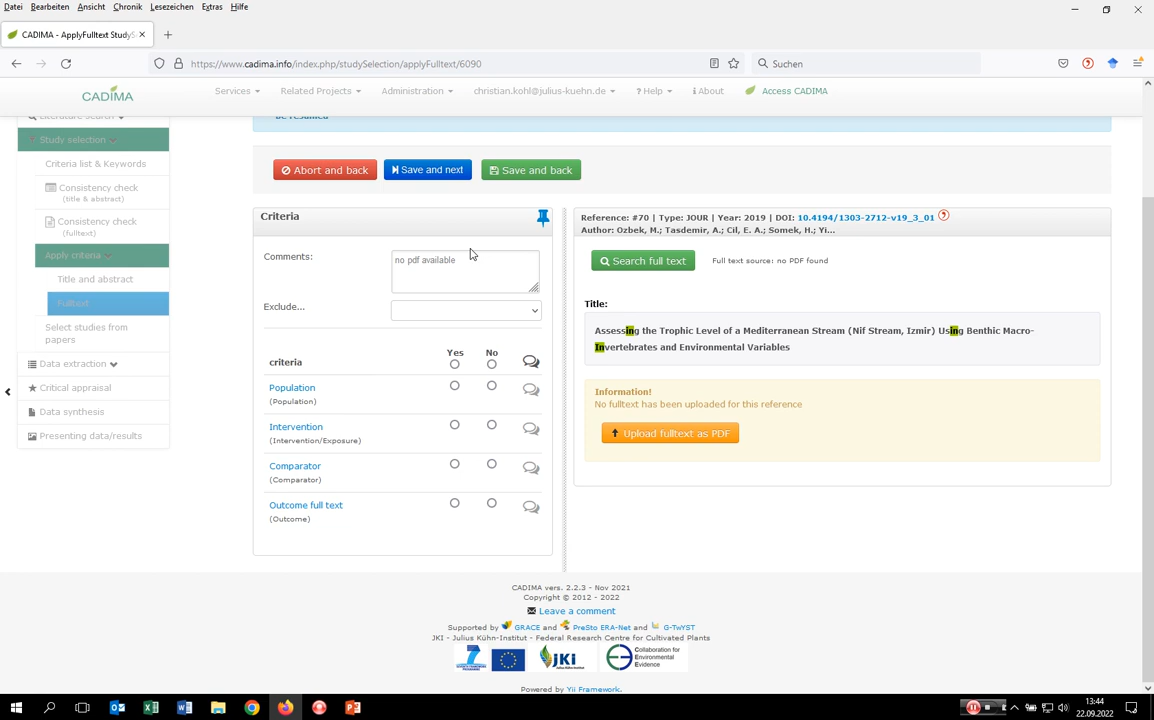 Datei Bearbeiten Ansicht Chronik Lesezeichen Extras Hilfe
CADIMA - ApplyFulltext StudyS
https://www.cadima.info/index.php/studySelection/applyFulltext/6090
Suchen
CADIMA
Services Related Projects Administration christian.kohl@julius-kuehn.de ? Help About Access CADIMA
Literature search
Study selection
Criteria list & Keywords
Consistency check
(title & abstract)
Consistency check
(fulltext)
Apply criteria
Title and abstract
Fulltext
Select studies from
papers
Data extraction
Critical appraisal
Data synthesis
Presenting data/results
be resumed
Abort and back Save and next Save and back
Criteria
Comments: no pdf available
Exclude...
criteria Yes No
Population
(Population)
Intervention
(Intervention/Exposure)
Comparator
(Comparator)
Outcome full text
(Outcome)
Reference: #70 | Type: JOUR | Year: 2019 | DOI: 10.4194/1303-2712-v19_3_01
Author: Ozbek, M.; Tasdemir, A.; Cil, E. A.; Somek, H.; Yi...
Search full text Full text source: no PDF found
Title:
Assessing the Trophic Level of a Mediterranean Stream (Nif Stream, Izmir) Using Benthic Macro-
Invertebrates and Environmental Variables
Information!
No fulltext has been uploaded for this reference
Upload fulltext as PDF
CADIMA vers. 2.2.3 - Nov 2021
Copyright © 2012 - 2022
Leave a comment
Supported by GRACE and PreSto ERA-Net and G-TwYST
JKI - Julius Kühn-Institut - Federal Research Centre for Cultivated Plants
JKI
Collaboration for
Environmental
Evidence
Powered by Yii Framework.
13:44
22.09.2022